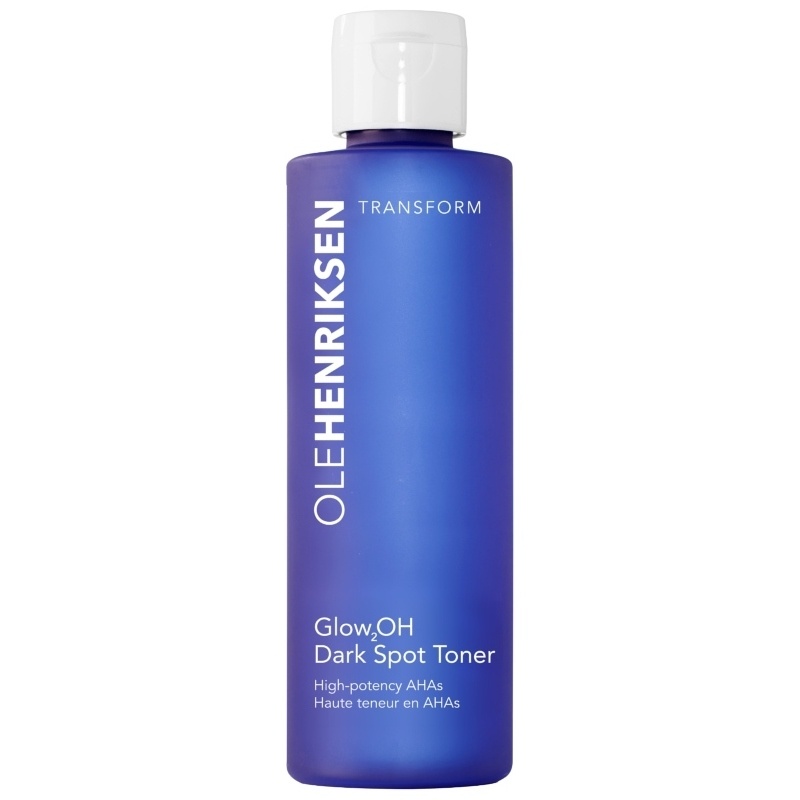 TRANSFORM
OLEHENRIKSEN
Glow₂OH
Dark Spot Toner
High-potency AHAs
Haute teneur en AHAs